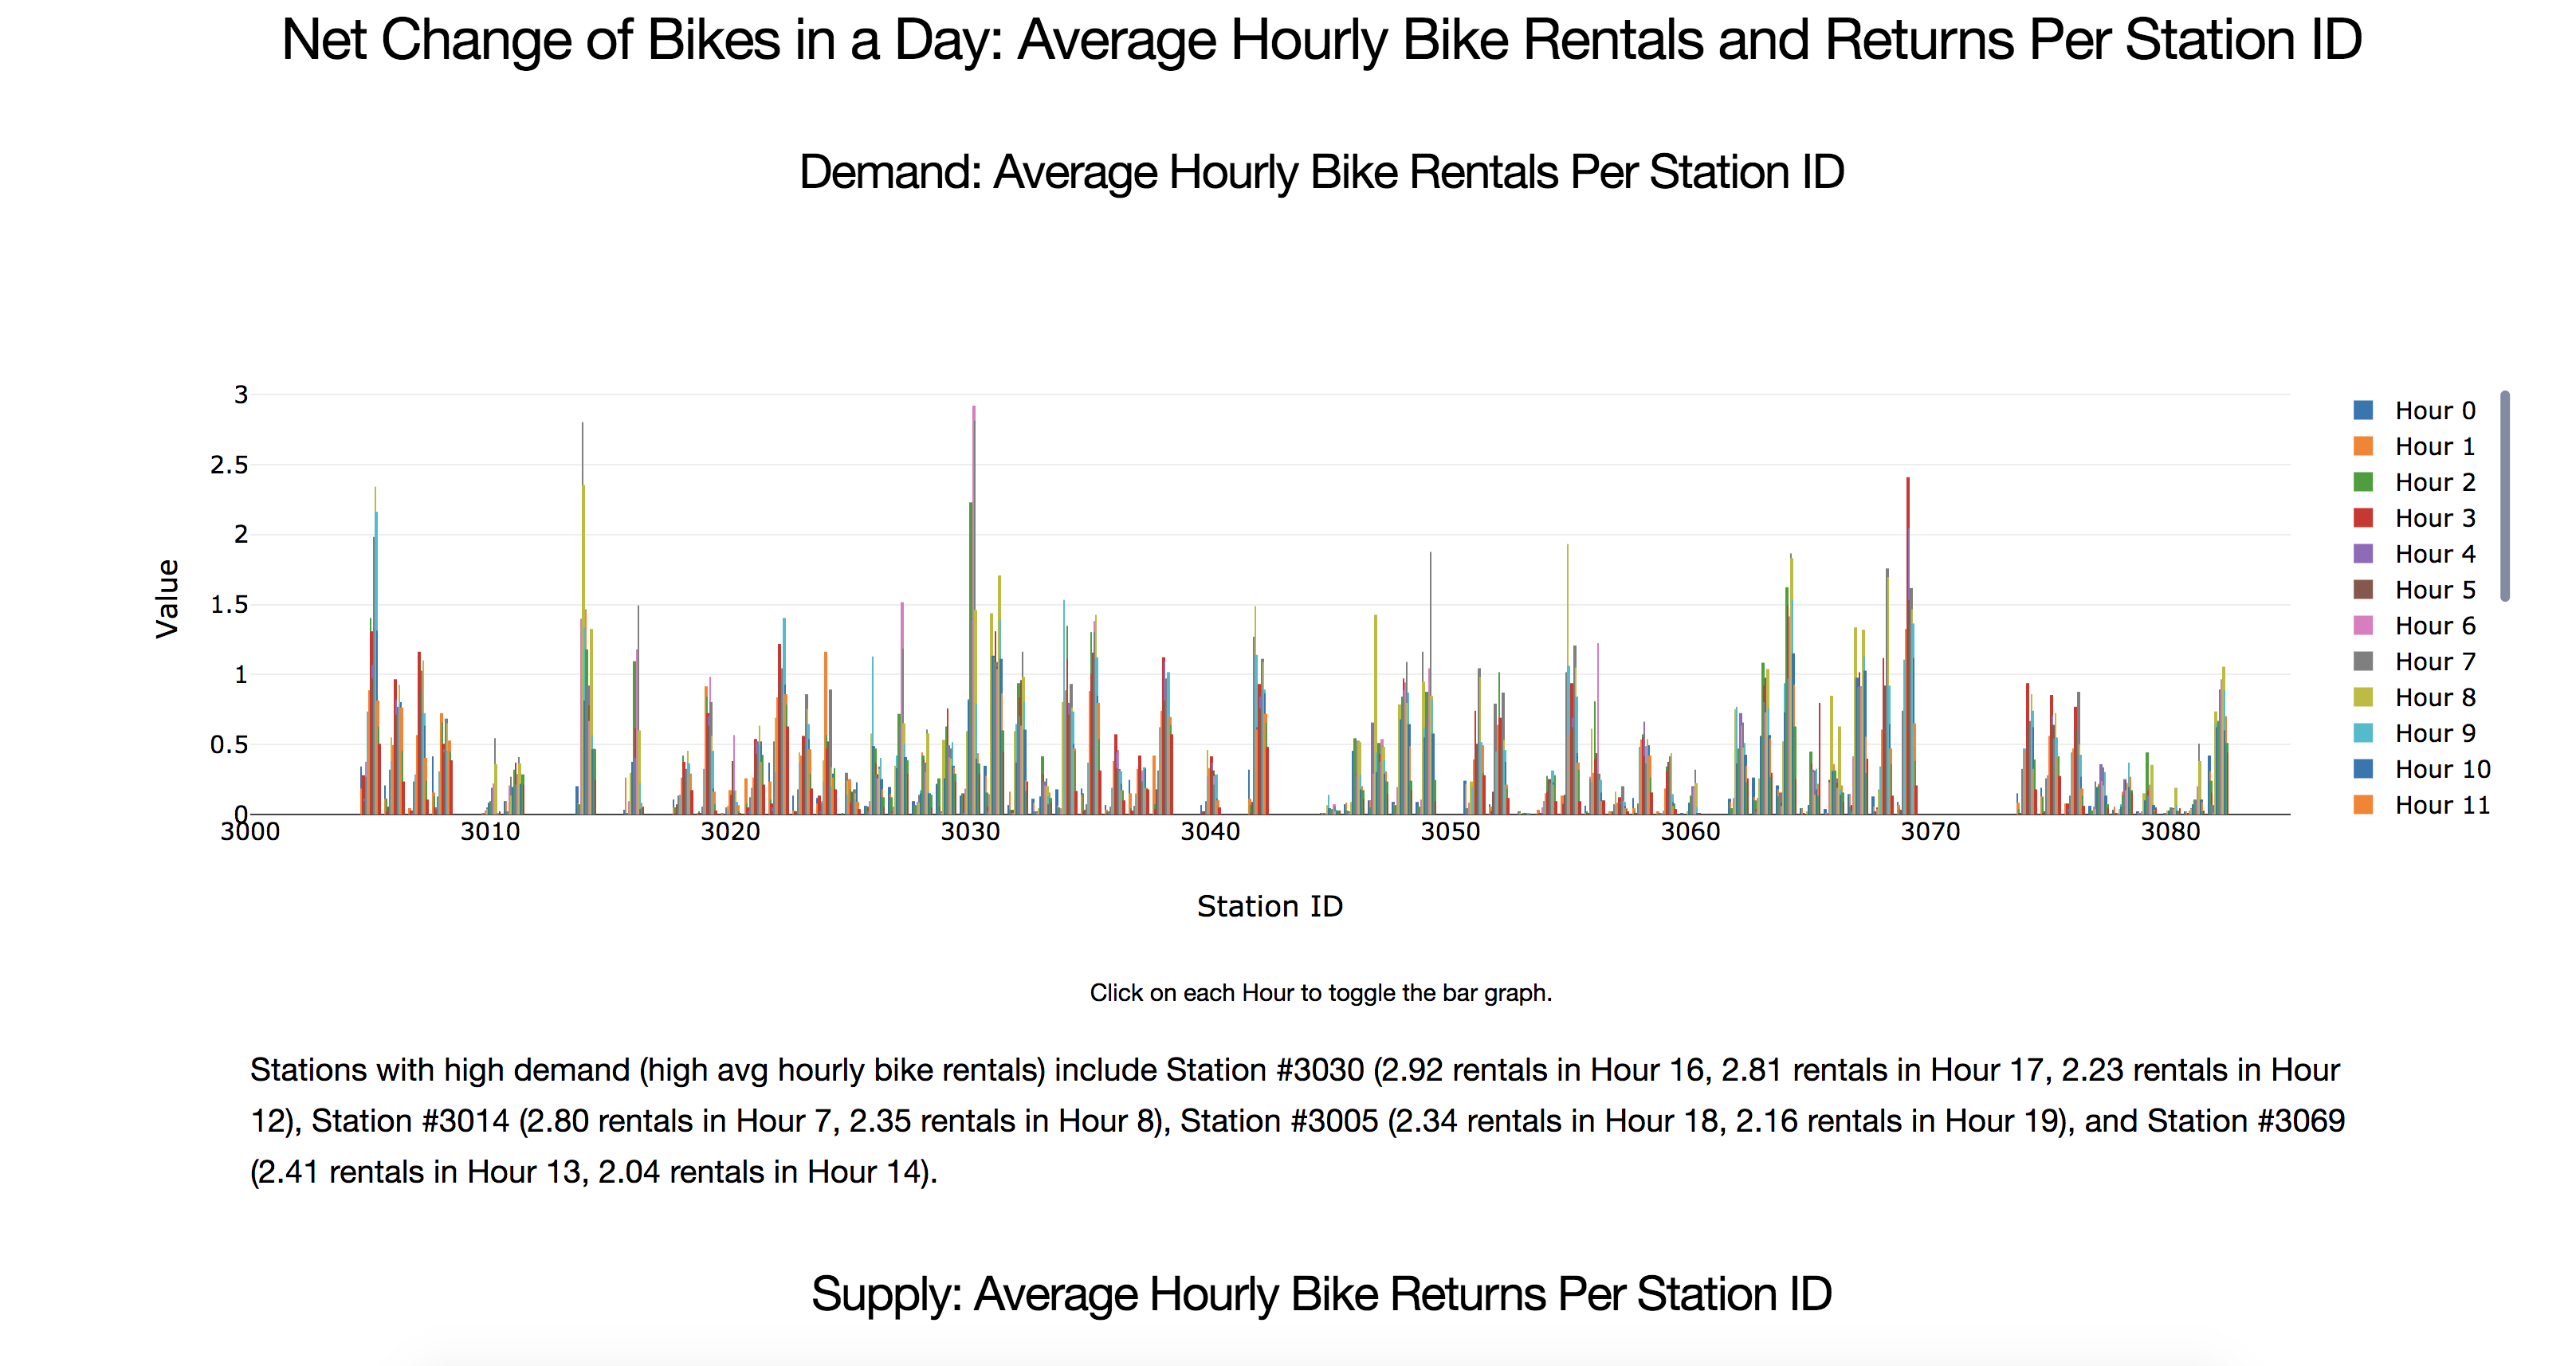 Net Change of Bikes in a Day: Average Hourly Bike Rentals and Returns Per Station ID
Demand: Average Hourly Bike Rentals Per Station ID
3
2.5
2
1.5
1
0.5
0
Value
3000
3010
3020
3030
3040
3050
3060
3070
3080
Station ID
Hour 0
Hour 1
Hour 2
Hour 3
Hour 4
Hour 5
Hour 6
Hour 7
Hour 8
Hour 9
Hour 10
Hour 11
Click on each Hour to toggle the bar graph.
Stations with high demand (high avg hourly bike rentals) include Station #3030 (2.92 rentals in Hour 16, 2.81 rentals in Hour 17, 2.23 rentals in Hour
12), Station #3014 (2.80 rentals in Hour 7, 2.35 rentals in Hour 8), Station #3005 (2.34 rentals in Hour 18, 2.16 rentals in Hour 19), and Station #3069
(2.41 rentals in Hour 13, 2.04 rentals in Hour 14).
Supply: Average Hourly Bike Returns Per Station ID